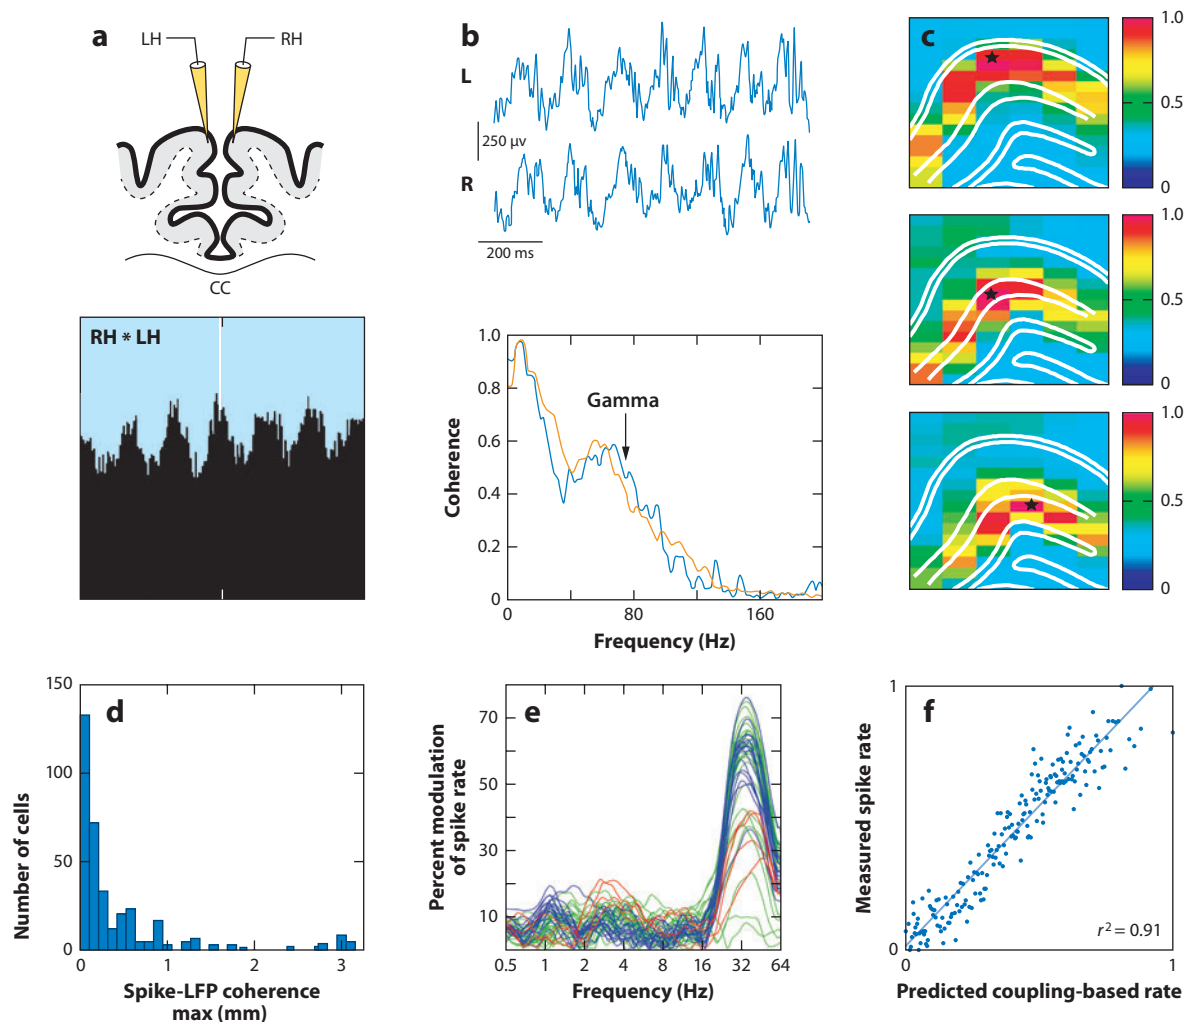 a
LH
RH
CC
RH * LH
b
L
250 μv
R
200 ms
1.0
0.8
0.6
0.4
0.2
0
Coherence
Gamma
0
80
160
Frequency (Hz)
c
1.0
0.5
0
1.0
0.5
0
1.0
0.5
0
d
150
100
50
0
Number of cells
0
1
2
3
Spike-LFP coherence
max (mm)
e
70
50
30
10
Percent modulation
of spike rate
0.5
1
2
4
8
16
32
64
Frequency (Hz)
f
1
0
Measured spike rate
r² = 0.91
0
1
Predicted coupling-based rate